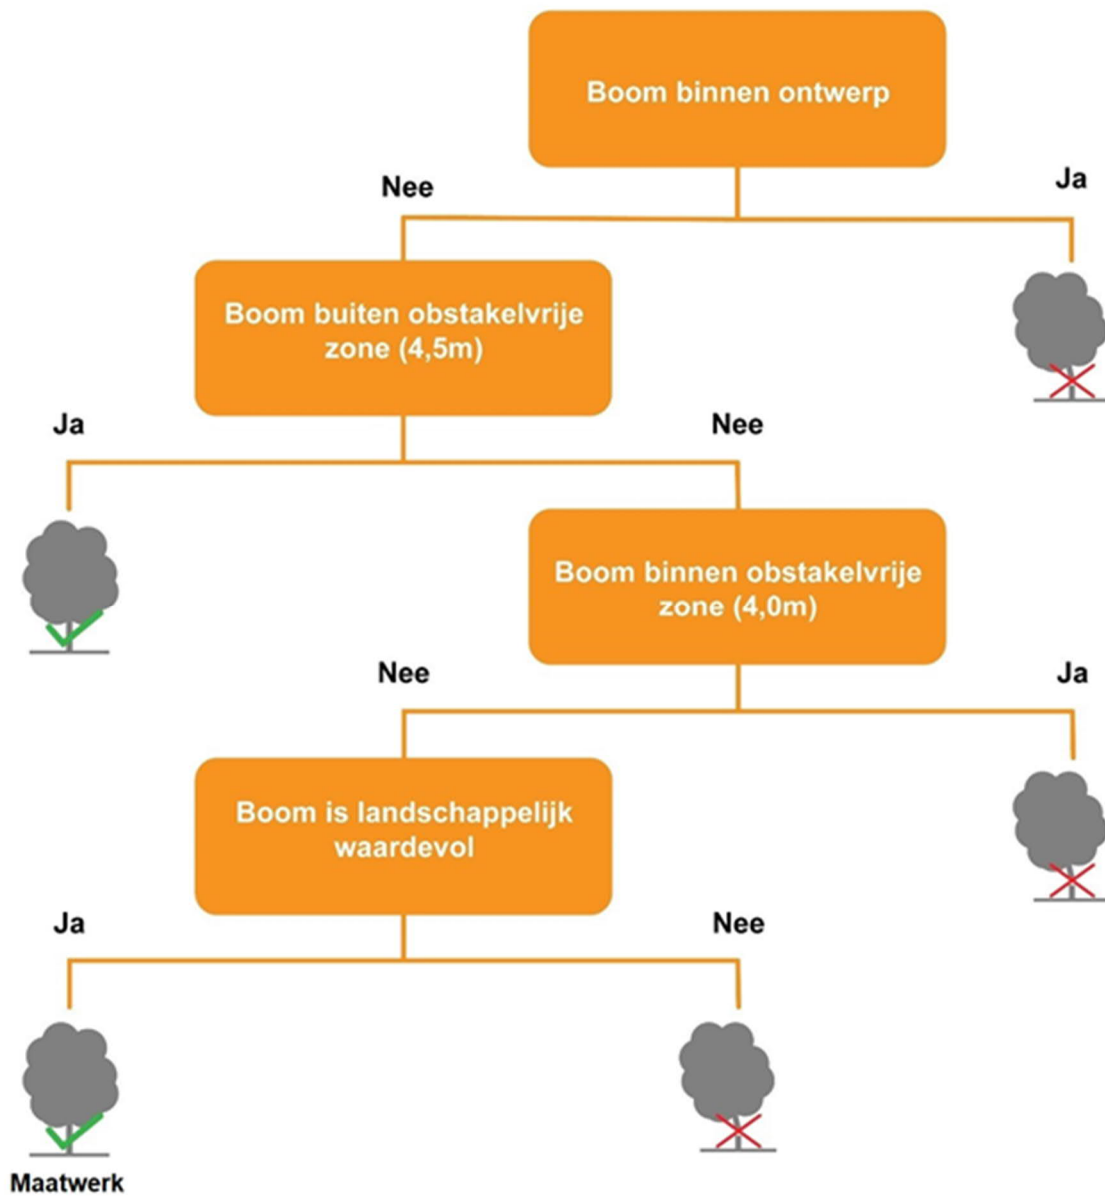 Boom binnen ontwerp
Nee
Ja
Boom buiten obstakelvrije
zone (4,5m)
Ja
Nee
Boom binnen obstakelvrije
zone (4,0m)
Nee
Ja
Boom is landschappelijk
waardevol
Ja
Nee
Maatwerk